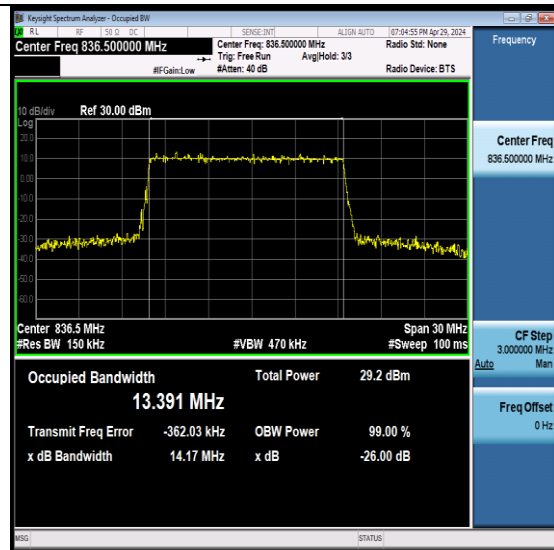 Keysight Spectrum Analyzer - Occupied BW
RL RF 50 Ω DC SENSE:INT ALIGN AUTO 07:04:55 PM Apr 29, 2024
Center Freq 836.500000 MHz
Center Freq: 836.500000 MHz Radio Std: None
Trig: Free Run Avg|Hold: 3/3
#IFGain:Low #Atten: 40 dB Radio Device: BTS
10 dB/div Ref 30.00 dBm
Log
20.0
10.0
0.00
-10.0
-20.0
-30.0
-40.0
-50.0
-60.0
Center 836.5 MHz Span 30 MHz
#Res BW 150 kHz #VBW 470 kHz #Sweep 100 ms
Occupied Bandwidth Total Power 29.2 dBm
13.391 MHz
Transmit Freq Error -362.03 kHz OBW Power 99.00 %
x dB Bandwidth 14.17 MHz x dB -26.00 dB
MSG STATUS
Frequency
Center Freq
836.500000 MHz
CF Step
3.000000 MHz
Auto Man
Freq Offset
0 Hz